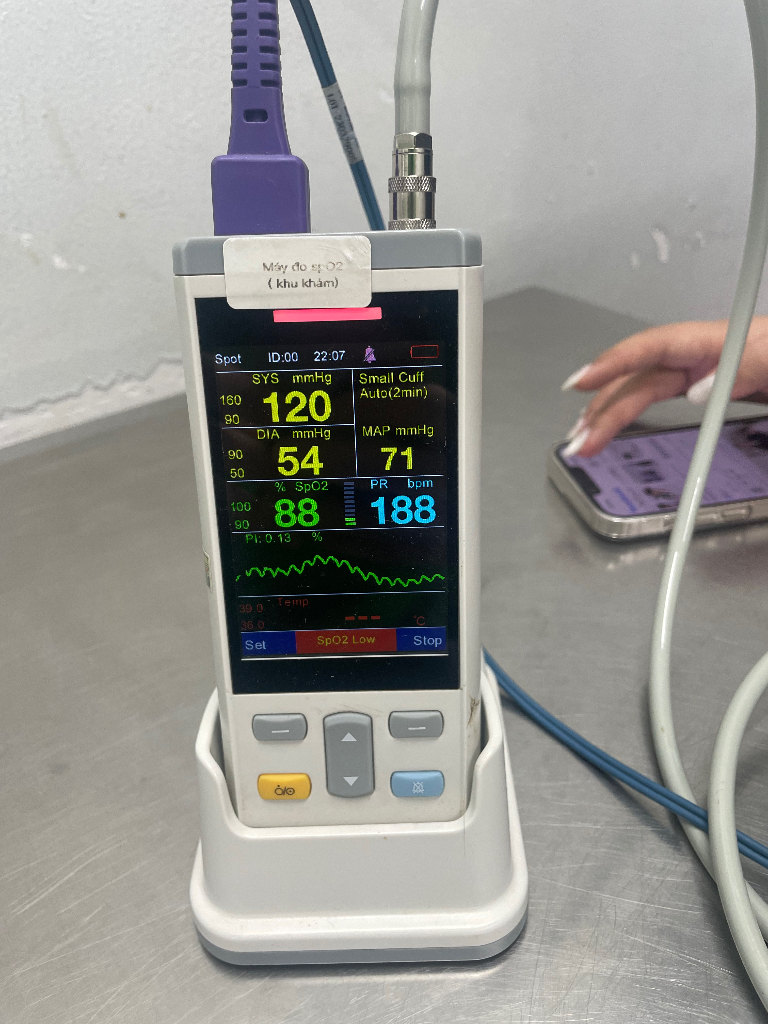 Máy đo spO2
( khu khám)
Spot ID:00 22:07
SYS mmHg
160
90
120
Small Cuff
Auto(2min)
DIA mmHg
90
50
54
MAP mmHg
71
% SpO2
100
90
88
PR bpm
188
PI: 0.13 %
Temp
39.0
36.0
--- °C
Set SpO2 Low Stop